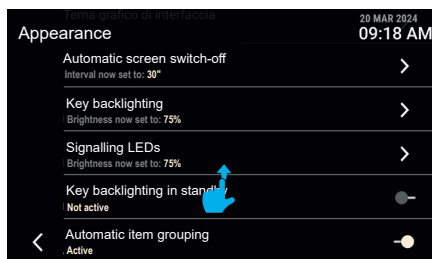 Tema grafico di interfaccia
20 MAR 2024
Appearance
09:18 AM
Automatic screen switch-off
Interval now set to: 30"
Key backlighting
Brightness now set to: 75%
Signalling LEDs
Brightness now set to: 75%
Key backlighting in standby
Not active
Automatic item grouping
Active